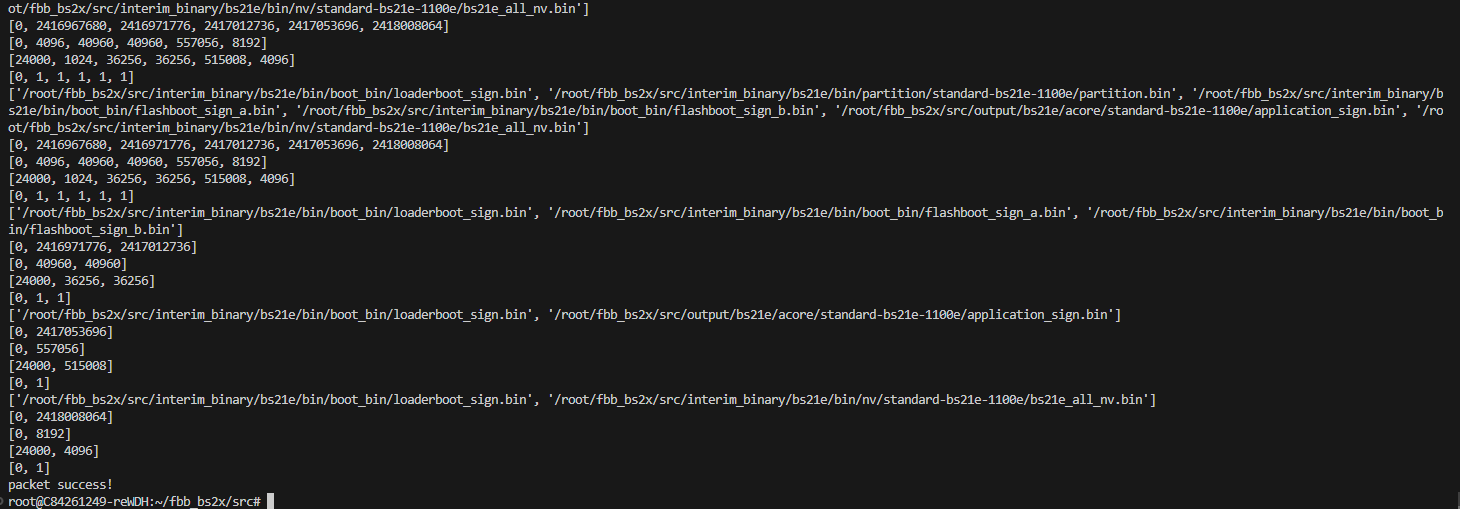 ot/fbb_bs2x/src/interim_binary/bs21e/bin/nv/standard-bs21e-1100e/bs21e_all_nv.bin']
[0, 2416967680, 2416971776, 2417012736, 2417053696, 2418008064]
[0, 4096, 40960, 40960, 557056, 8192]
[24000, 1024, 36256, 36256, 515008, 4096]
[0, 1, 1, 1, 1, 1]
['/root/fbb_bs2x/src/interim_binary/bs21e/bin/boot_bin/loaderboot_sign.bin', '/root/fbb_bs2x/src/interim_binary/bs21e/bin/partition/standard-bs21e-1100e/partition.bin', '/root/fbb_bs2x/src/interim_binary/b
s21e/bin/boot_bin/flashboot_sign_a.bin', '/root/fbb_bs2x/src/interim_binary/bs21e/bin/boot_bin/flashboot_sign_b.bin', '/root/fbb_bs2x/src/output/bs21e/acore/standard-bs21e-1100e/application_sign.bin', '/ro
ot/fbb_bs2x/src/interim_binary/bs21e/bin/nv/standard-bs21e-1100e/bs21e_all_nv.bin']
[0, 2416967680, 2416971776, 2417012736, 2417053696, 2418008064]
[0, 4096, 40960, 40960, 557056, 8192]
[24000, 1024, 36256, 36256, 515008, 4096]
[0, 1, 1, 1, 1, 1]
['/root/fbb_bs2x/src/interim_binary/bs21e/bin/boot_bin/loaderboot_sign.bin', '/root/fbb_bs2x/src/interim_binary/bs21e/bin/boot_bin/flashboot_sign_a.bin', '/root/fbb_bs2x/src/interim_binary/bs21e/bin/boot_b
in/flashboot_sign_b.bin']
[0, 2416971776, 2417012736]
[0, 40960, 40960]
[24000, 36256, 36256]
[0, 1, 1]
['/root/fbb_bs2x/src/interim_binary/bs21e/bin/boot_bin/loaderboot_sign.bin', '/root/fbb_bs2x/src/output/bs21e/acore/standard-bs21e-1100e/application_sign.bin']
[0, 2417053696]
[0, 557056]
[24000, 515008]
[0, 1]
['/root/fbb_bs2x/src/interim_binary/bs21e/bin/boot_bin/loaderboot_sign.bin', '/root/fbb_bs2x/src/interim_binary/bs21e/bin/nv/standard-bs21e-1100e/bs21e_all_nv.bin']
[0, 2418008064]
[0, 8192]
[24000, 4096]
[0, 1]
packet success!
root@C84261249-reWDH:~/fbb_bs2x/src#